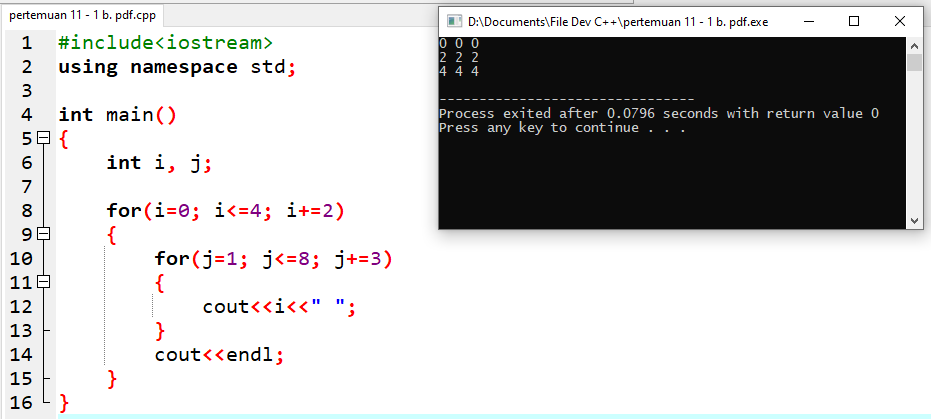 pertemuan 11 - 1 b. pdf.cpp
1 #include<iostream>
2 using namespace std;
3
4 int main()
5 {
6 int i, j;
7
8 for(i=0; i<=4; i+=2)
9 {
10 for(j=1; j<=8; j+=3)
11 {
12 cout<<i<<" ";
13 }
14 cout<<endl;
15 }
16 }
D:\Documents\File Dev C++\pertemuan 11 - 1 b. pdf.exe
0 0 0
2 2 2
4 4 4
--------------------------------
Process exited after 0.0796 seconds with return value 0
Press any key to continue . . .